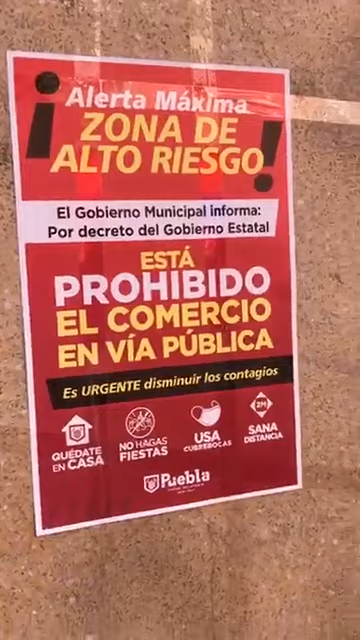 ¡Alerta Máxima
ZONA DE
ALTO RIESGO!
El Gobierno Municipal informa:
Por decreto del Gobierno Estatal
ESTÁ
PROHIBIDO
EL COMERCIO
EN VÍA PÚBLICA
Es URGENTE disminuir los contagios
QUÉDATE
EN CASA
NO HAGAS
FIESTAS
USA
CUBREBOCAS
2M
SANA
DISTANCIA
Puebla